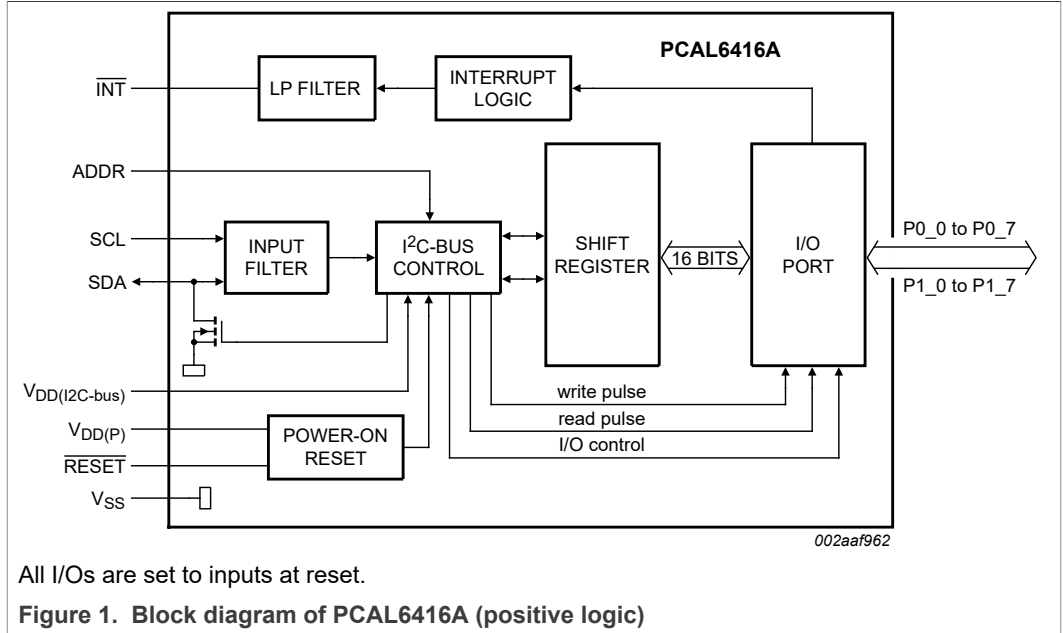 PCAL6416A
INT
LP FILTER
INTERRUPT
LOGIC
ADDR
SCL
SDA
INPUT
FILTER
I2C-BUS
CONTROL
SHIFT
REGISTER
16 BITS
I/O
PORT
P0_0 to P0_7
P1_0 to P1_7
VDD(I2C-bus)
VDD(P)
RESET
VSS
POWER-ON
RESET
write pulse
read pulse
I/O control
002aaf962
All I/Os are set to inputs at reset.
Figure 1. Block diagram of PCAL6416A (positive logic)